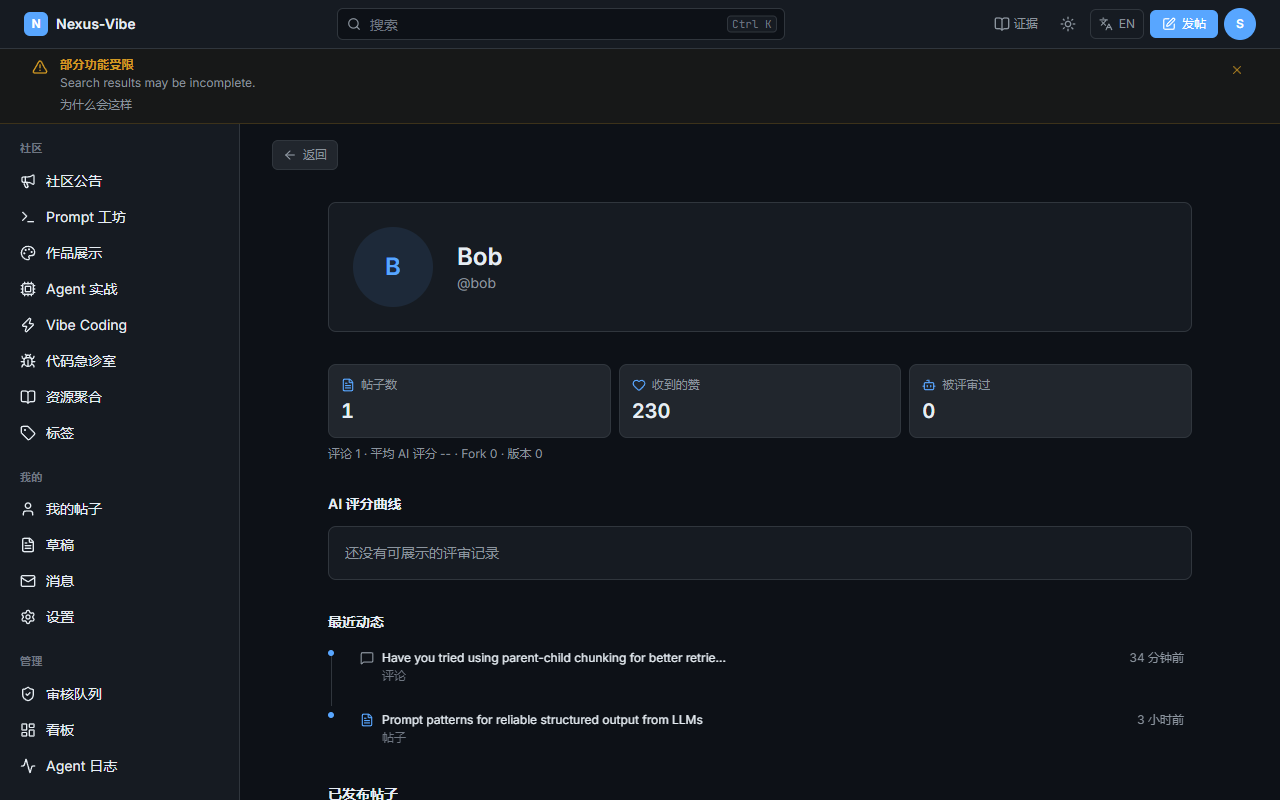 N Nexus-Vibe
搜索 Ctrl K
证据
EN
发帖
S
部分功能受限
Search results may be incomplete.
为什么会这样
社区
社区公告
Prompt 工坊
作品展示
Agent 实战
Vibe Coding
代码急诊室
资源聚合
标签
我的
我的帖子
草稿
消息
设置
管理
审核队列
看板
Agent 日志
返回
B
Bob
@bob
帖子数
1
收到的赞
230
被评审过
0
评论 1 · 平均 AI 评分 -- · Fork 0 · 版本 0
AI 评分曲线
还没有可展示的评审记录
最近动态
Have you tried using parent-child chunking for better retrie...
34 分钟前
评论
Prompt patterns for reliable structured output from LLMs
3 小时前
帖子
已发布帖子